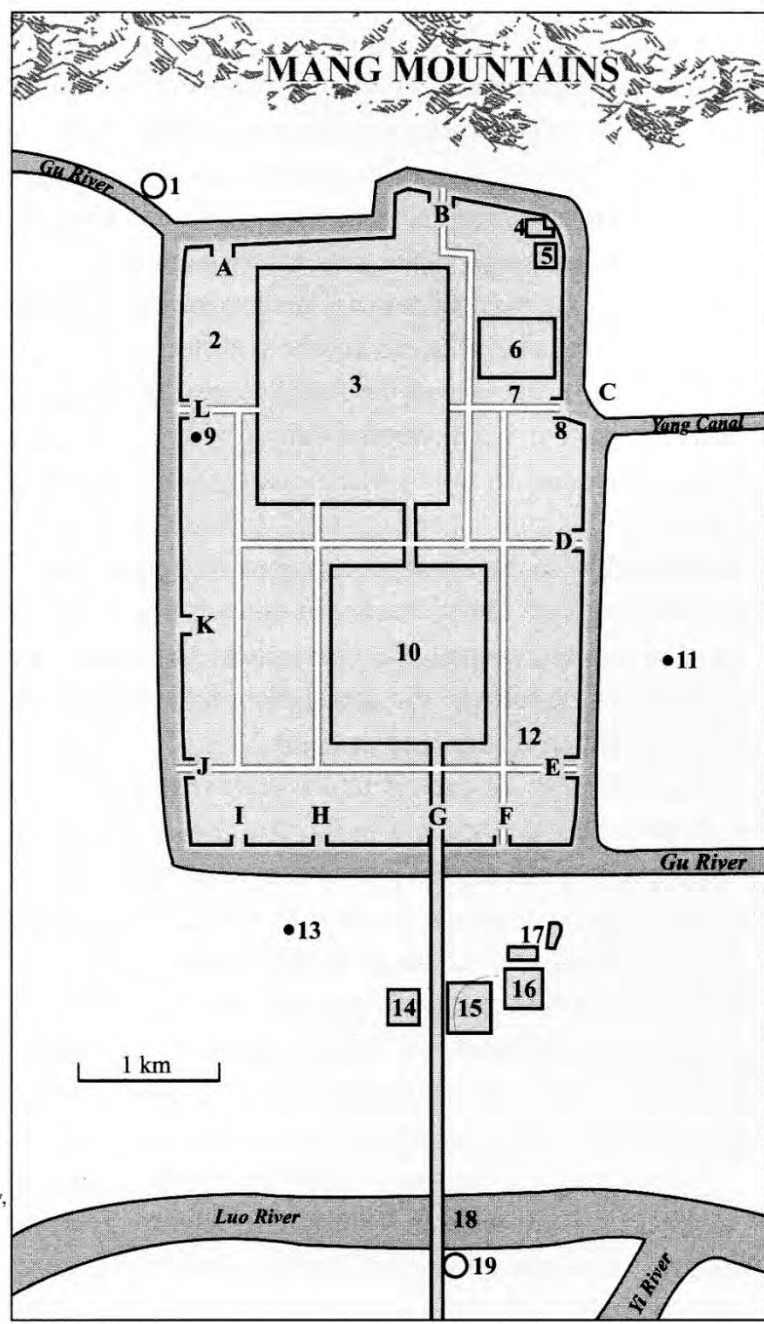 MANG MOUNTAINS
Gu River
1
B
4
A
5
2
6
3
7
C
L
8
Yang Canal
9
D
K
10
11
12
J
E
I
H
G
F
Gu River
13
17
14
15
16
1 km
Luo River
18
19
Yi River
,